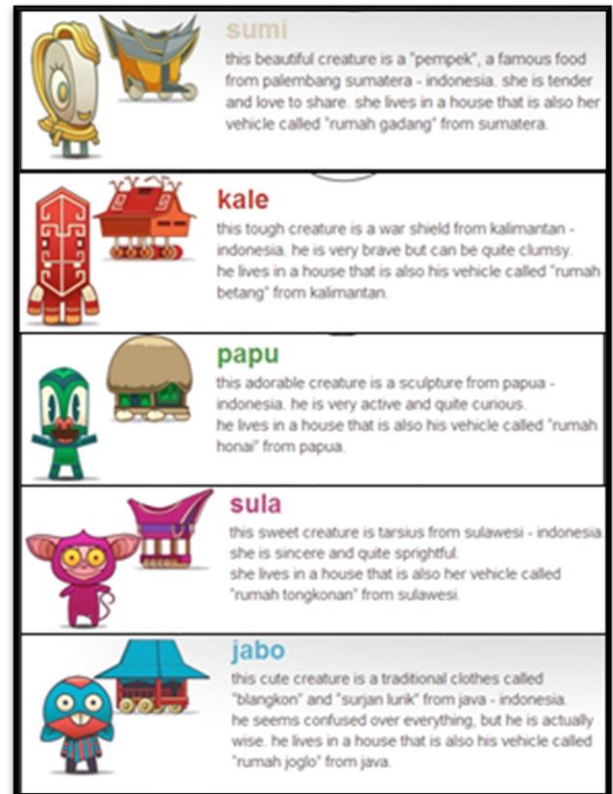 sumi
this beautiful creature is a "pempek", a famous food
from palembang sumatera - indonesia. she is tender
and love to share. she lives in a house that is also her
vehicle called "rumah gadang" from sumatera.
kale
this tough creature is a war shield from kalimantan -
indonesia. he is very brave but can be quite clumsy.
he lives in a house that is also his vehicle called "rumah
betang" from kalimantan.
papu
this adorable creature is a sculpture from papua -
indonesia. he is very active and quite curious.
he lives in a house that is also his vehicle called "rumah
honai" from papua.
sula
this sweet creature is tarsius from sulawesi - indonesia.
she is sincere and quite sprightful.
she lives in a house that is also her vehicle called
"rumah tongkonan" from sulawesi.
jabo
this cute creature is a traditional clothes called
"blangkon" and "surjan lurik" from java - indonesia.
he seems confused over everything, but he is actually
wise. he lives in a house that is also his vehicle called
"rumah joglo" from java.